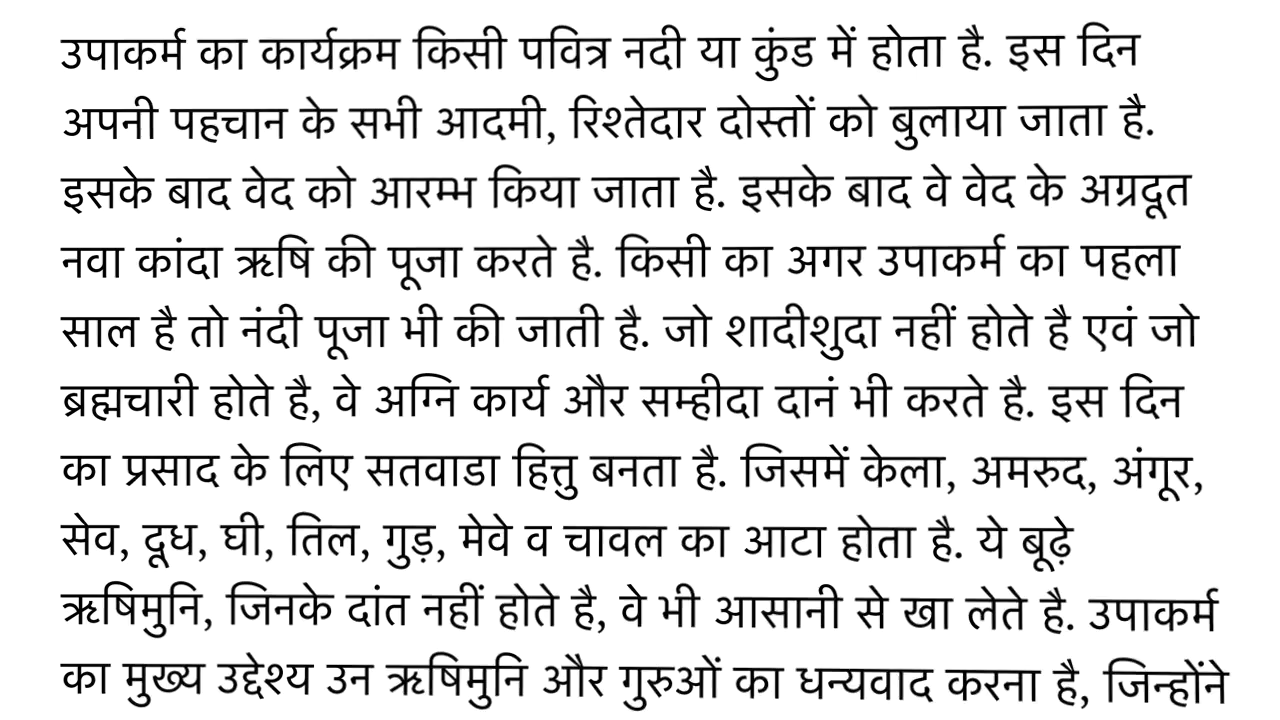 उपाकर्म का कार्यक्रम किसी पवित्र नदी या कुंड में होता है. इस दिन
अपनी पहचान के सभी आदमी, रिश्तेदार दोस्तों को बुलाया जाता है.
इसके बाद वेद को आरम्भ किया जाता है. इसके बाद वे वेद के अग्रदूत
नवा कांदा ऋषि की पूजा करते है. किसी का अगर उपाकर्म का पहला
साल है तो नंदी पूजा भी की जाती है. जो शादीशुदा नहीं होते है एवं जो
ब्रह्मचारी होते है, वे अग्नि कार्य और सम्हीदा दानं भी करते है. इस दिन
का प्रसाद के लिए सतवाडा हित्तु बनता है. जिसमें केला, अमरुद, अंगूर,
सेव, दूध, घी, तिल, गुड़, मेवे व चावल का आटा होता है. ये बूढ़े
ऋषिमुनि, जिनके दांत नहीं होते है, वे भी आसानी से खा लेते है. उपाकर्म
का मुख्य उद्देश्य उन ऋषिमुनि और गुरुओं का धन्यवाद करना है, जिन्होंने